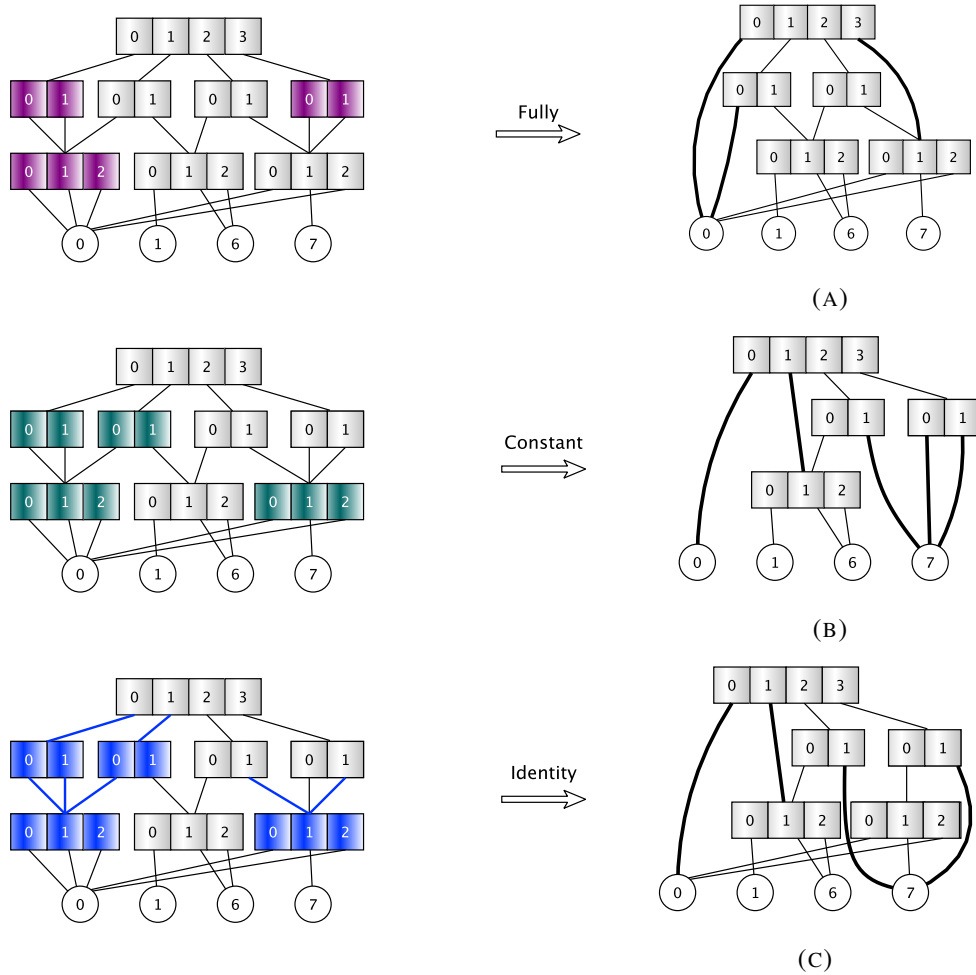 0 1 2 3
0 1 2 3
0 1 0 1 0 1 0 1
0 1 0 1
Fully
0 1 2 0 1 2 0 1 2
0 1 2 0 1 2
0 1 6 7
0 1 6 7
(A)
0 1 2 3
0 1 2 3
0 1 0 1 0 1 0 1
0 1 0 1
Constant
0 1 2 0 1 2 0 1 2
0 1 2
0 1 6 7
0 1 6 7
(B)
0 1 2 3
0 1 2 3
0 1 0 1 0 1 0 1
0 1 0 1
Identity
0 1 2 0 1 2 0 1 2
0 1 2 0 1 2
0 1 6 7
0 1 6 7
(C)